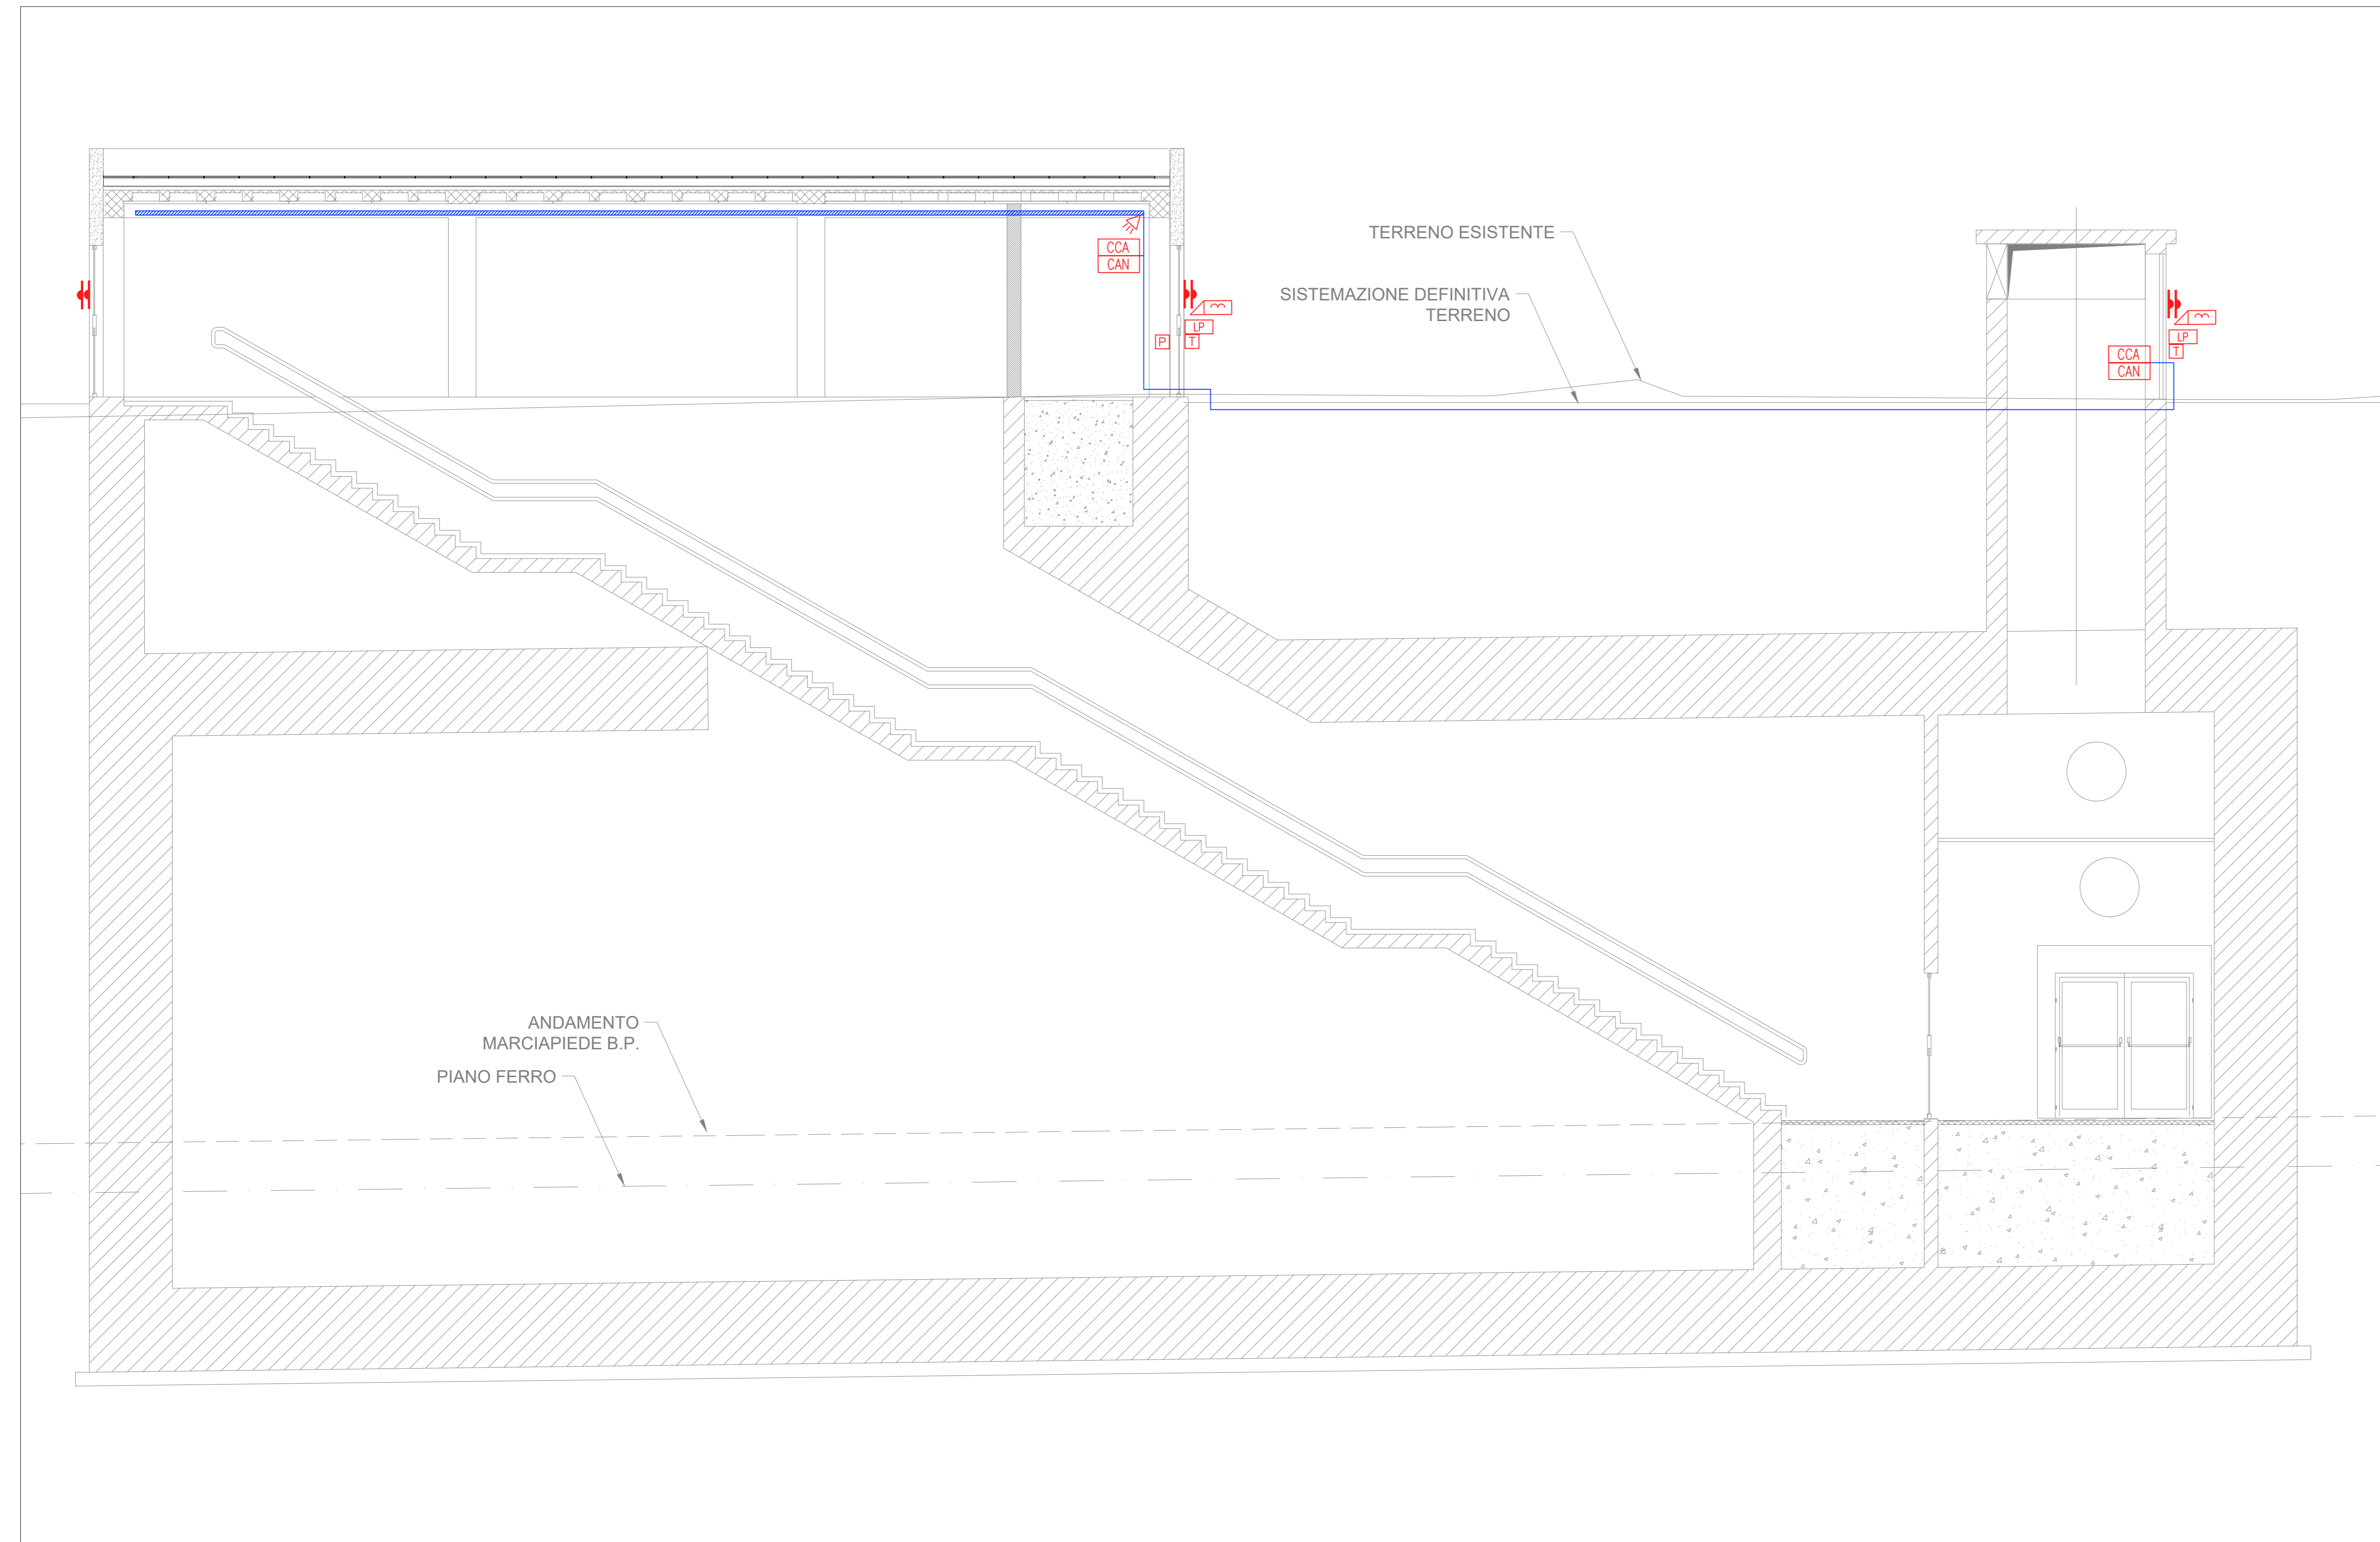 TERRENO ESISTENTE
CCA
CAN
SISTEMAZIONE DEFINITIVA
TERRENO
LP
P
T
LP
T
CCA
CAN
ANDAMENTO
MARCIAPIEDE B.P.
PIANO FERRO